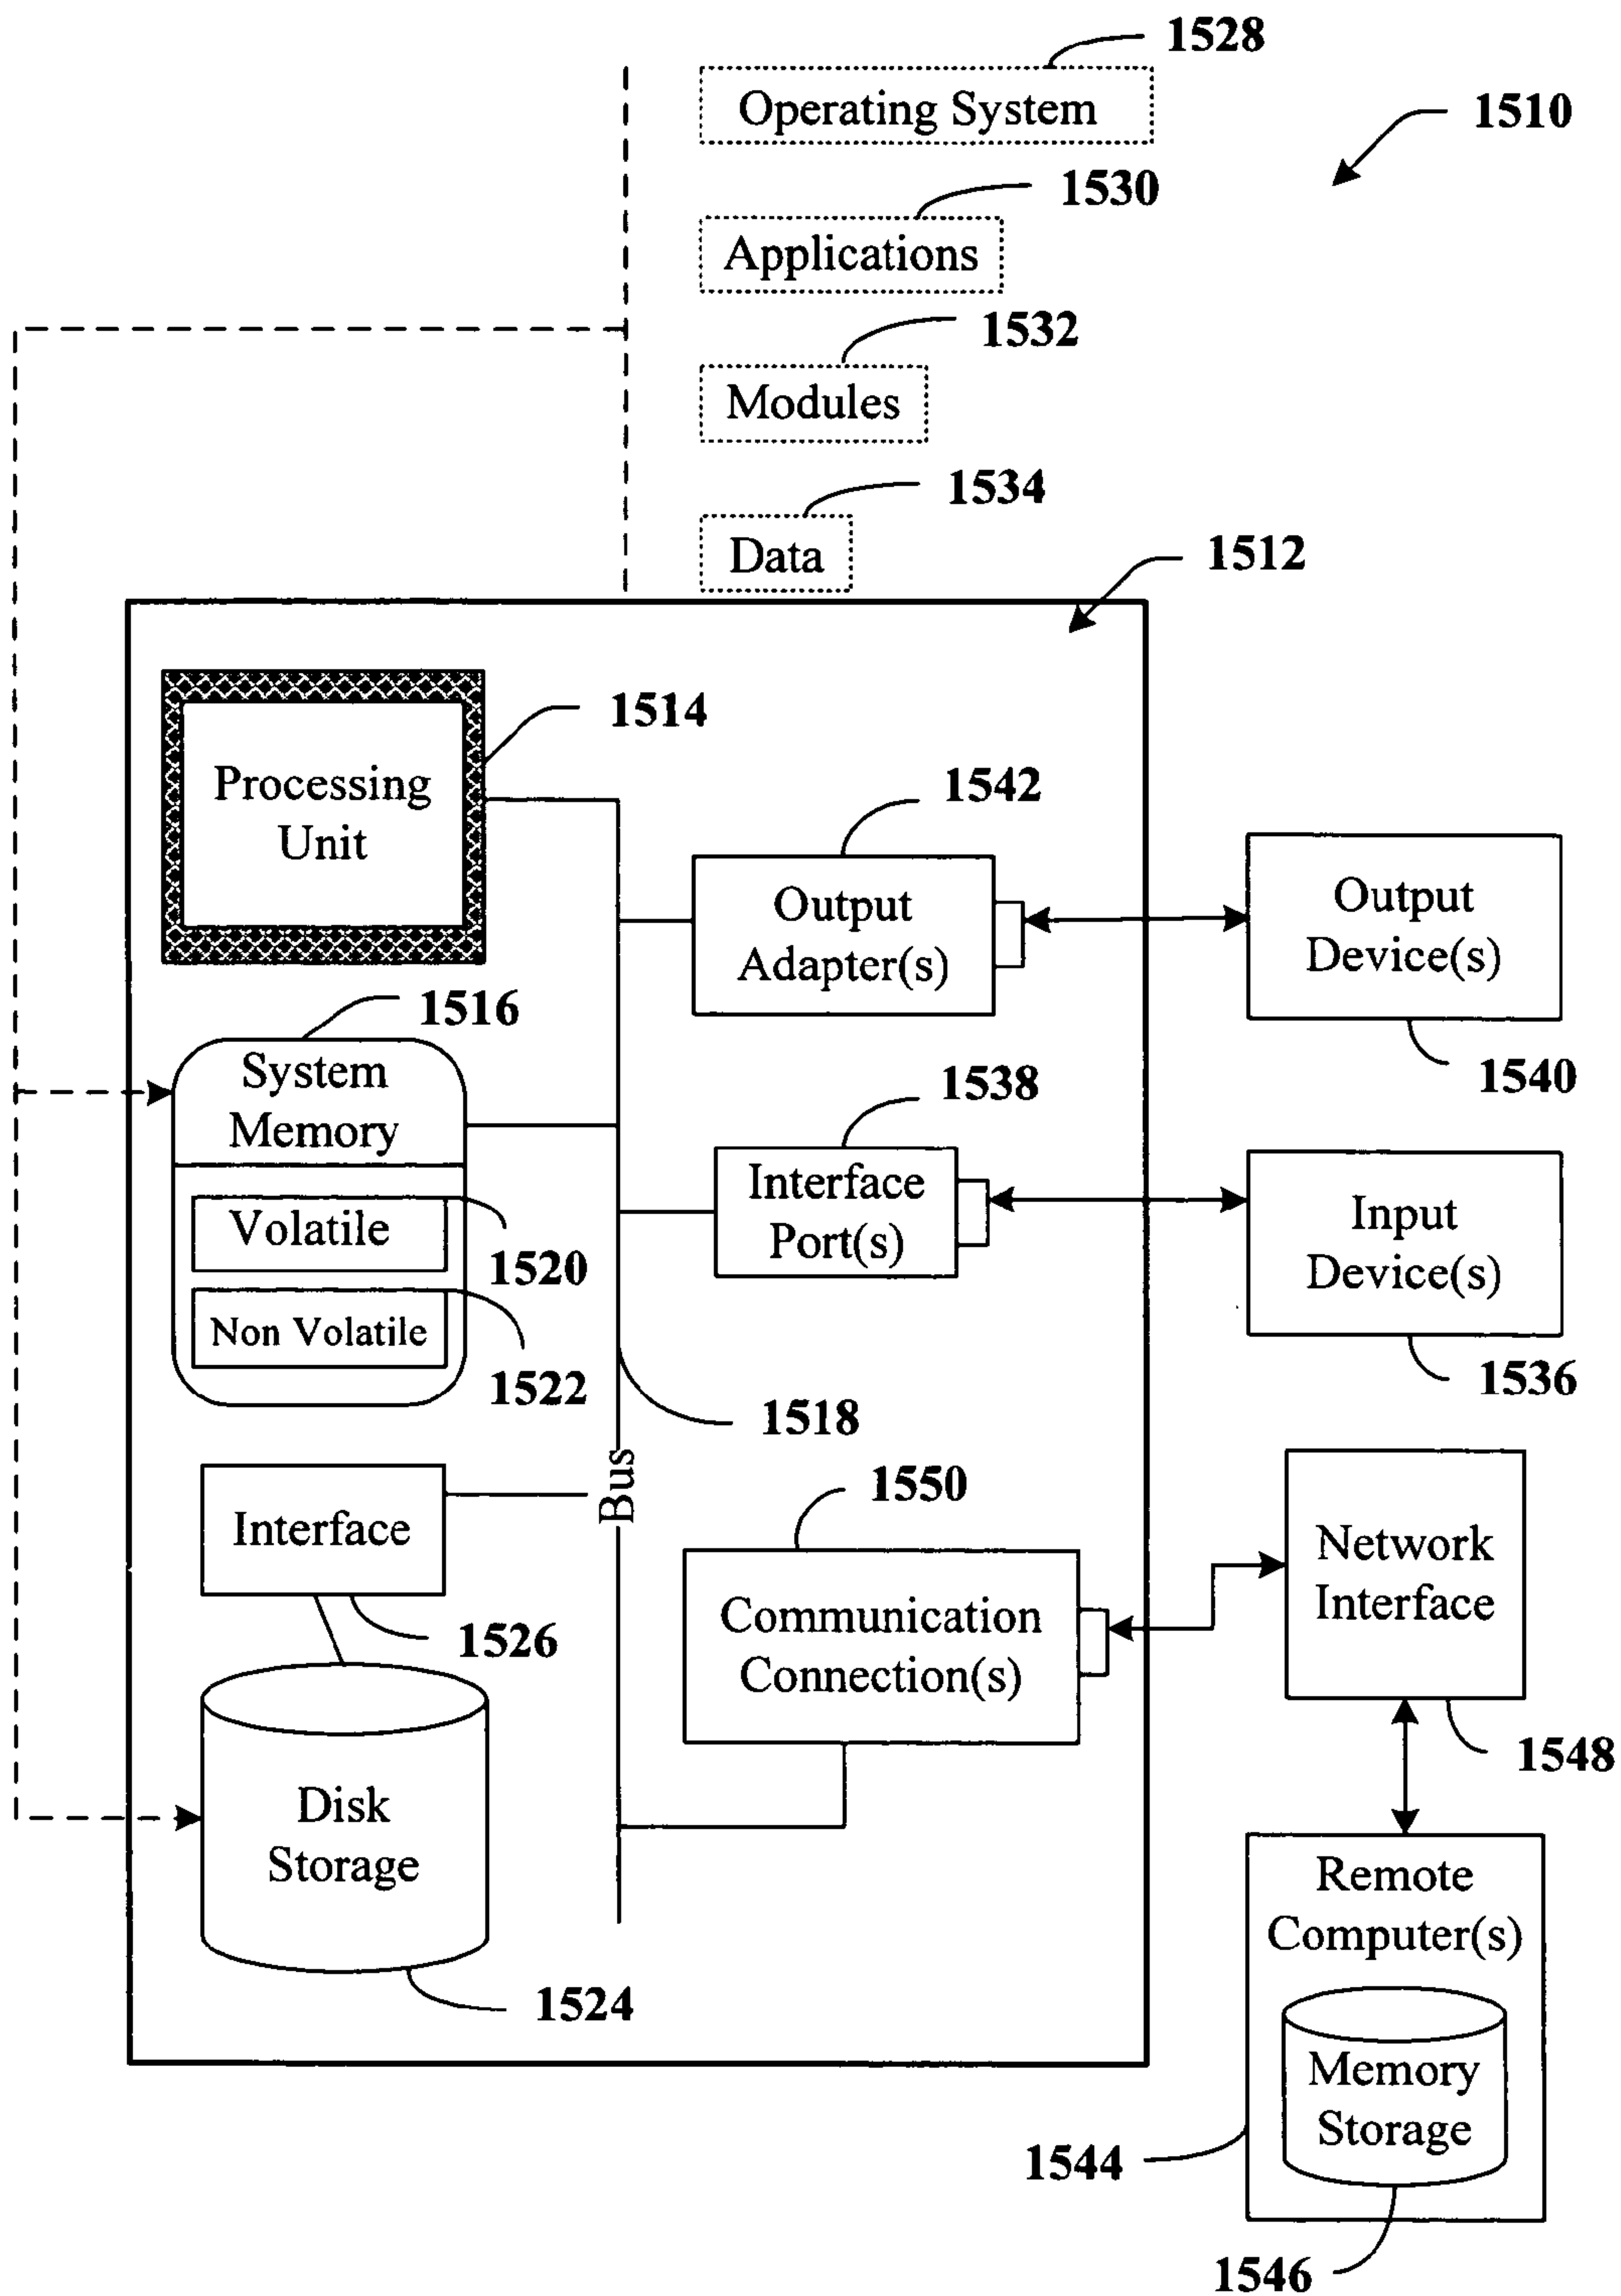 1528
Operating System
1510
1530
Applications
1532
Modules
1534
Data
1512
1514
Processing
Unit
1542
Output
Adapter(s)
Output
Device(s)
1540
1516
System
Memory
1538
Interface
Port(s)
Input
Device(s)
1536
Volatile
1520
Non Volatile
1522
1518
Bus
Interface
1526
1550
Communication
Connection(s)
Network
Interface
1548
Disk
Storage
1524
Remote
Computer(s)
Memory
Storage
1544
1546